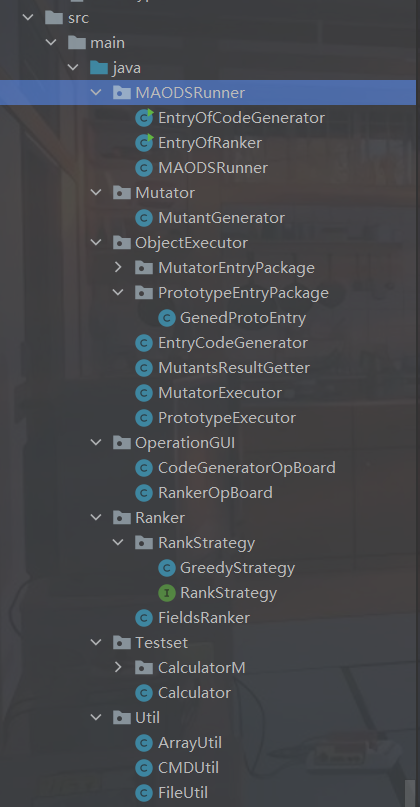 src
main
java
MAODSRunner
EntryOfCodeGenerator
EntryOfRanker
MAODSRunner
Mutator
MutantGenerator
ObjectExecutor
MutatorEntryPackage
PrototypeEntryPackage
GenedProtoEntry
EntryCodeGenerator
MutantsResultGetter
MutatorExecutor
PrototypeExecutor
OperationGUI
CodeGeneratorOpBoard
RankerOpBoard
Ranker
RankStrategy
GreedyStrategy
RankStrategy
FieldsRanker
Testset
CalculatorM
Calculator
Util
ArrayUtil
CMDUtil
FileUtil